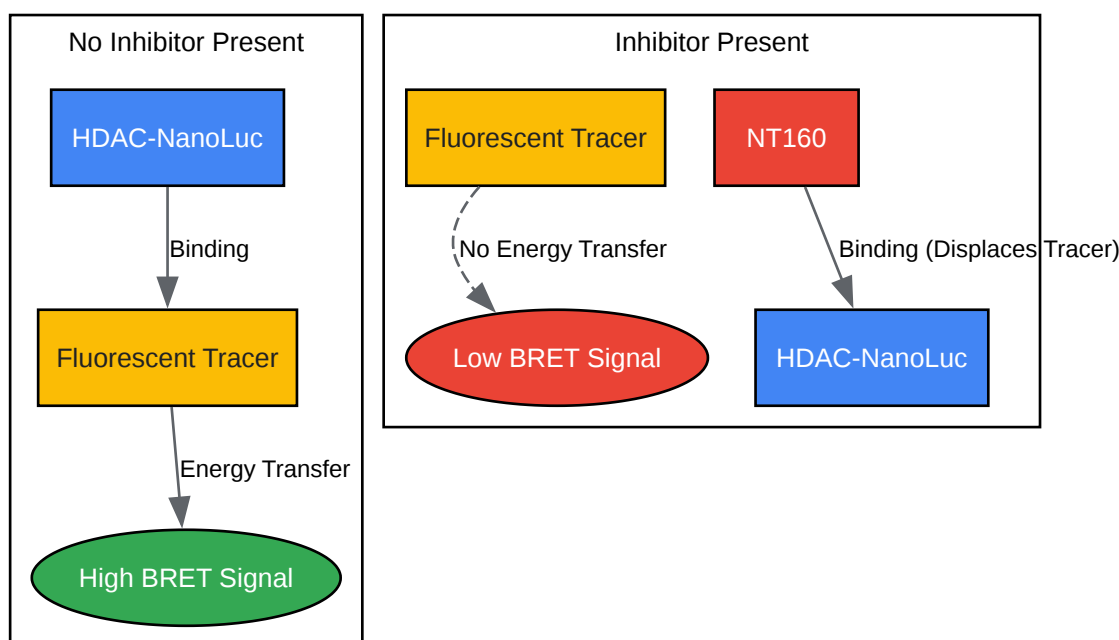 No Inhibitor Present
HDAC-NanoLuc
Binding
Fluorescent Tracer
Energy Transfer
High BRET Signal
Inhibitor Present
Fluorescent Tracer
NT160
No Energy Transfer
Binding (Displaces Tracer)
Low BRET Signal
HDAC-NanoLuc